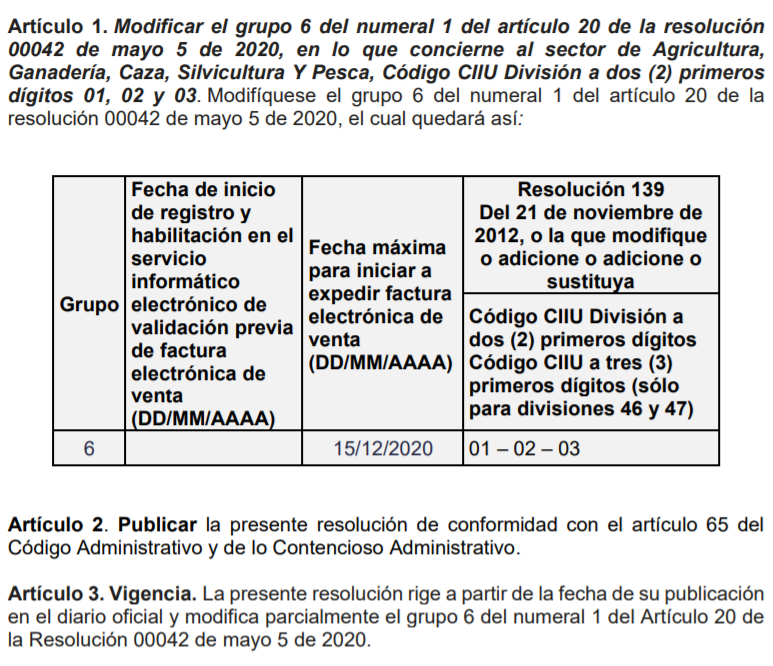 Artículo 1. Modificar el grupo 6 del numeral 1 del artículo 20 de la resolución
00042 de mayo 5 de 2020, en lo que concierne al sector de Agricultura,
Ganadería, Caza, Silvicultura Y Pesca, Código CIIU División a dos (2) primeros
dígitos 01, 02 y 03. Modifíquese el grupo 6 del numeral 1 del artículo 20 de la
resolución 00042 de mayo 5 de 2020, el cual quedará así:
Grupo
Fecha de inicio
de registro y
habilitación en el
servicio
informático
electrónico de
validación previa
de factura
electrónica de
venta
(DD/MM/AAAA)
Fecha máxima
para iniciar a
expedir factura
electrónica de
venta
(DD/MM/AAAA)
Resolución 139
Del 21 de noviembre de
2012, o la que modifique
o adicione o adicione o
sustituya
Código CIIU División a
dos (2) primeros dígitos
Código CIIU a tres (3)
primeros dígitos (sólo
para divisiones 46 y 47)
6
15/12/2020
01 – 02 – 03
Artículo 2. Publicar la presente resolución de conformidad con el artículo 65 del
Código Administrativo y de lo Contencioso Administrativo.
Artículo 3. Vigencia. La presente resolución rige a partir de la fecha de su publicación
en el diario oficial y modifica parcialmente el grupo 6 del numeral 1 del Artículo 20 de
la Resolución 00042 de mayo 5 de 2020.